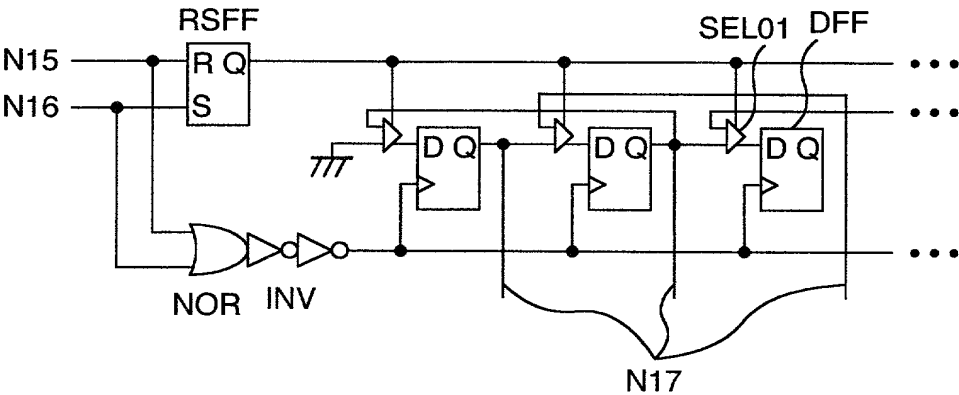 RSFF
SEL01
DFF
N15
R Q
N16
S
D Q
D Q
D Q
NOR
INV
N17